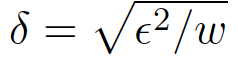 δ = √ϵ²/w